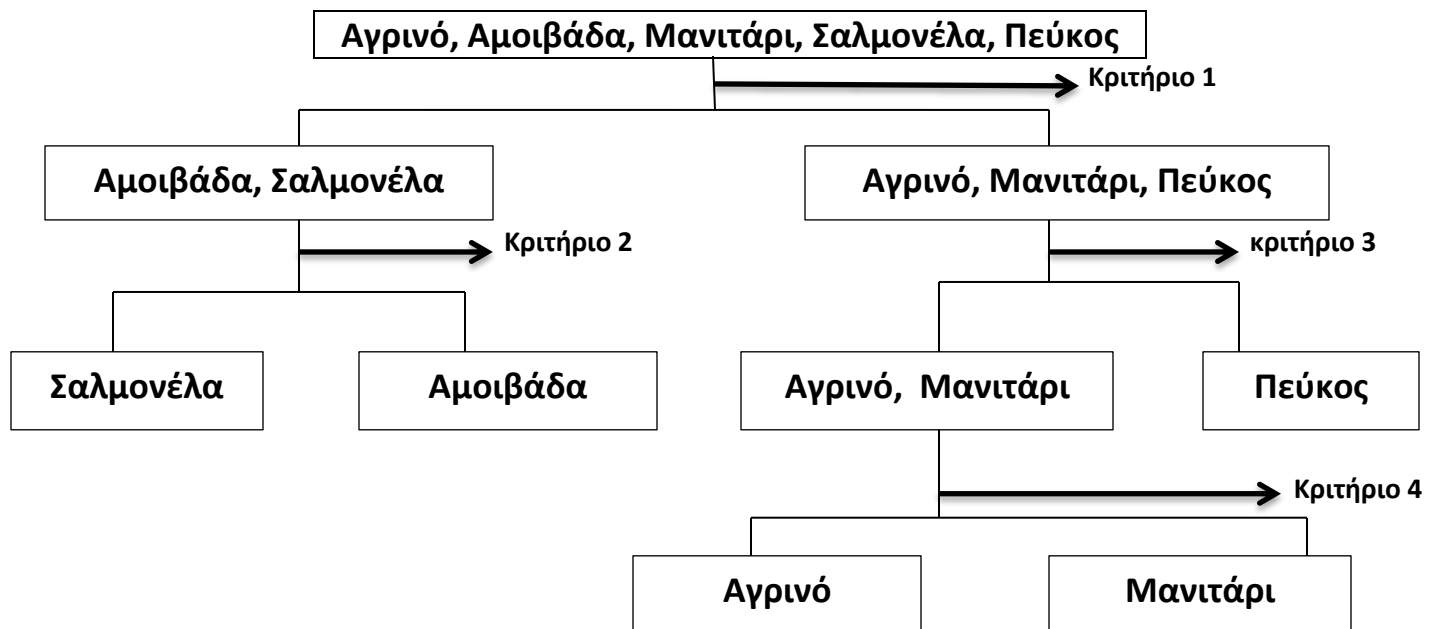 Αγρινό, Αμοιβάδα, Μανιτάρι, Σαλμονέλα, Πεύκος
Κριτήριο 1
Αμοιβάδα, Σαλμονέλα
Αγρινό, Μανιτάρι, Πεύκος
Κριτήριο 2
κριτήριο 3
Σαλμονέλα
Αμοιβάδα
Αγρινό, Μανιτάρι
Πεύκος
Κριτήριο 4
Αγρινό
Μανιτάρι